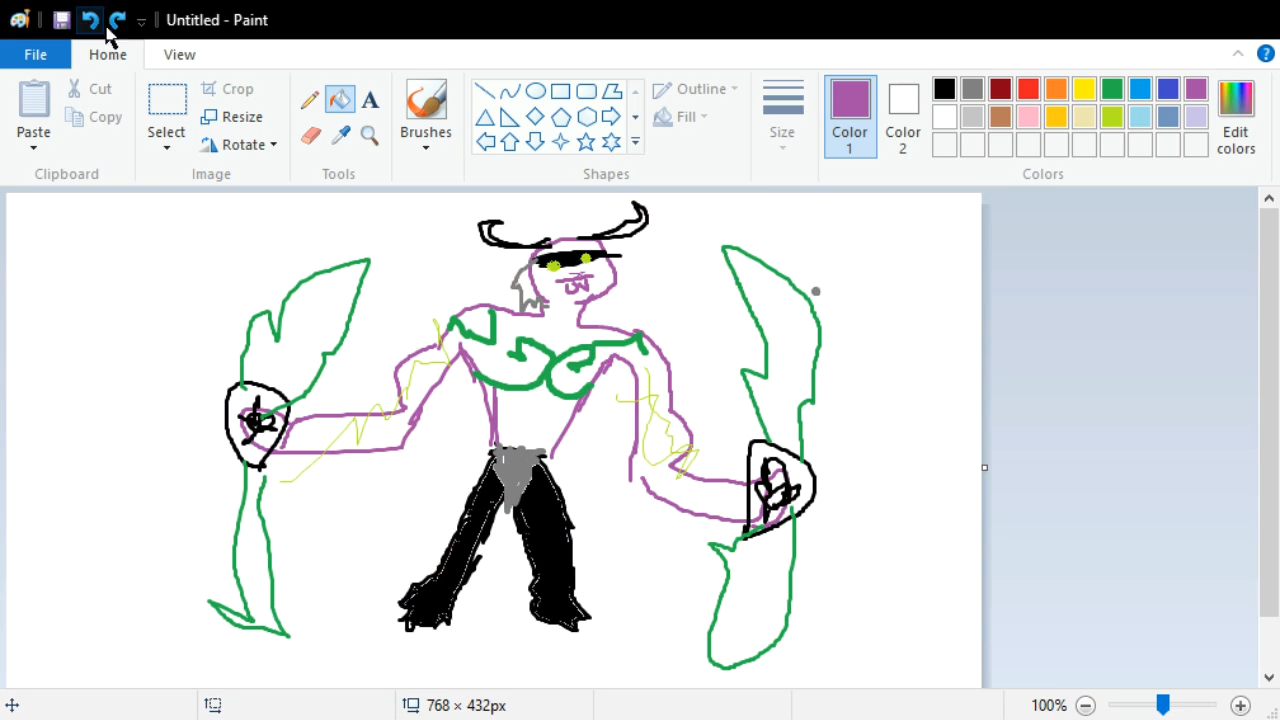 Untitled - Paint
File Home View
Paste
Cut
Copy
Clipboard
Select
Crop
Resize
Rotate
Image
A
Tools
Brushes
Outline
Fill
Shapes
Size
Color 1
Color 2
Edit colors
Colors
768 × 432px
100%